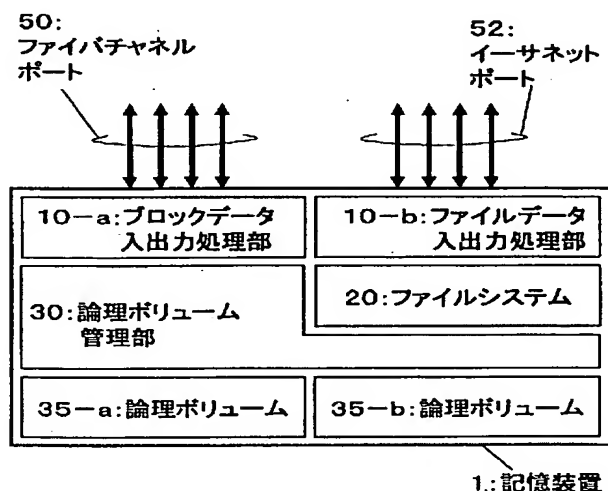 50:
ファイバチャネル
ポート
52:
イーサネット
ポート
10-a:ブロックデータ
入出力処理部
10-b:ファイルデータ
入出力処理部
30:論理ボリューム
管理部
20:ファイルシステム
35-a:論理ボリューム
35-b:論理ボリューム
1:記憶装置